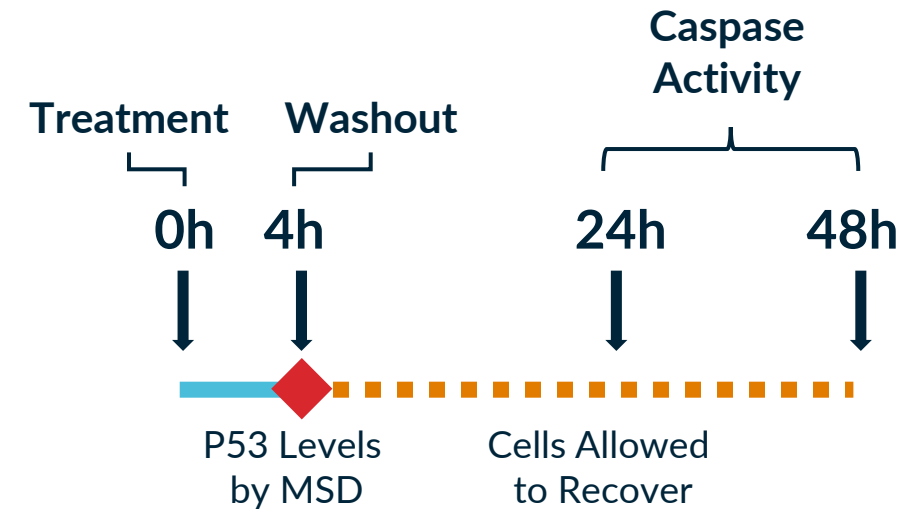 Caspase
Activity
Treatment
Washout
0h
4h
24h
48h
P53 Levels
by MSD
Cells Allowed
to Recover